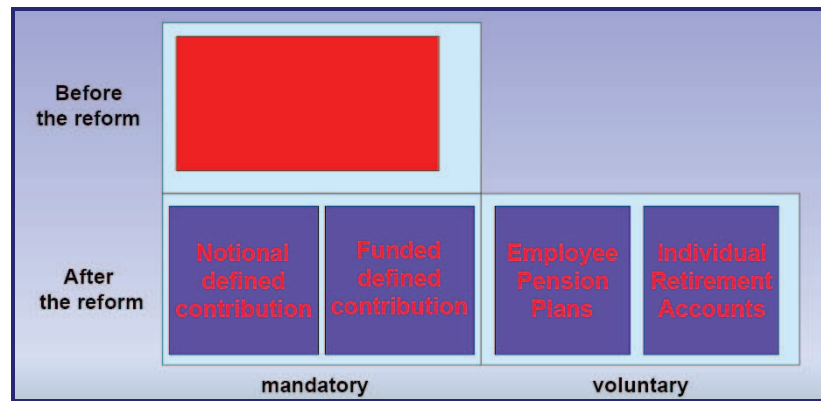 Before
the reform
Notional
defined
contribution
Funded
defined
contribution
Employee
Pension
Plans
Individual
Retirement
Accounts
After
the reform
mandatory
voluntary